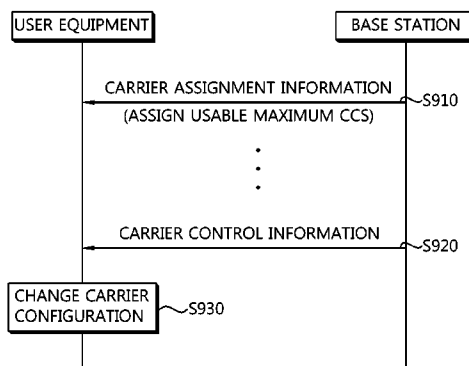 USER EQUIPMENT
BASE STATION
CARRIER ASSIGNMENT INFORMATION
(ASSIGN USABLE MAXIMUM CCS)
S910
CARRIER CONTROL INFORMATION
S920
CHANGE CARRIER
CONFIGURATION
S930